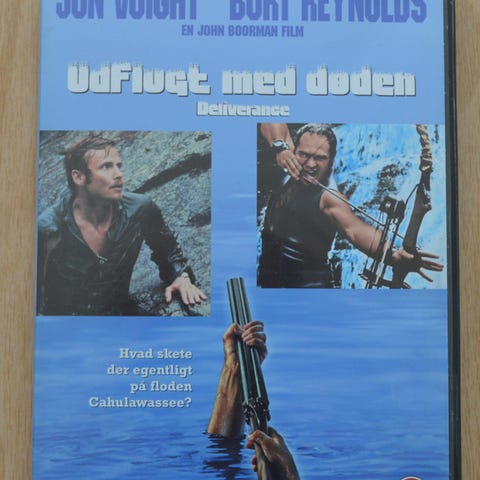 JON VOIGHT BURT REYNOLDS
EN JOHN BOORMAN FILM
Udflugt med døden
Deliverance
Hvad skete
der egentligt
på floden
Cahulawassee?